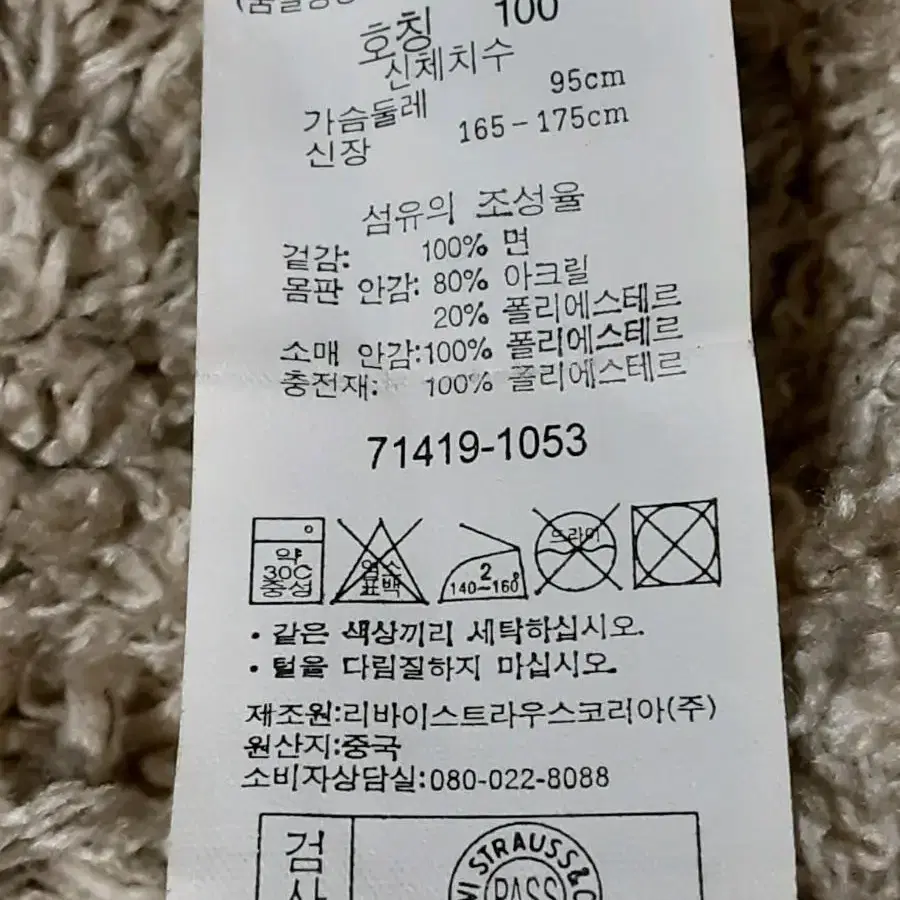 호칭 100
신체치수
가슴둘레 95cm
신장 165-175cm
섬유의 조성율
겉감: 100% 면
몸판 안감: 80% 아크릴
20% 폴리에스테르
소매 안감:100% 폴리에스테르
충전재: 100% 폴리에스테르
71419-1053
약
30C
중성
염소
표백
2
140~160
드라이
• 같은 색상끼리 세탁하십시오.
• 털을 다림질하지 마십시오.
제조원:리바이스트라우스코리아(주)
원산지:중국
소비자상담실:080-022-8088
검사
STRAUSS &
PASS